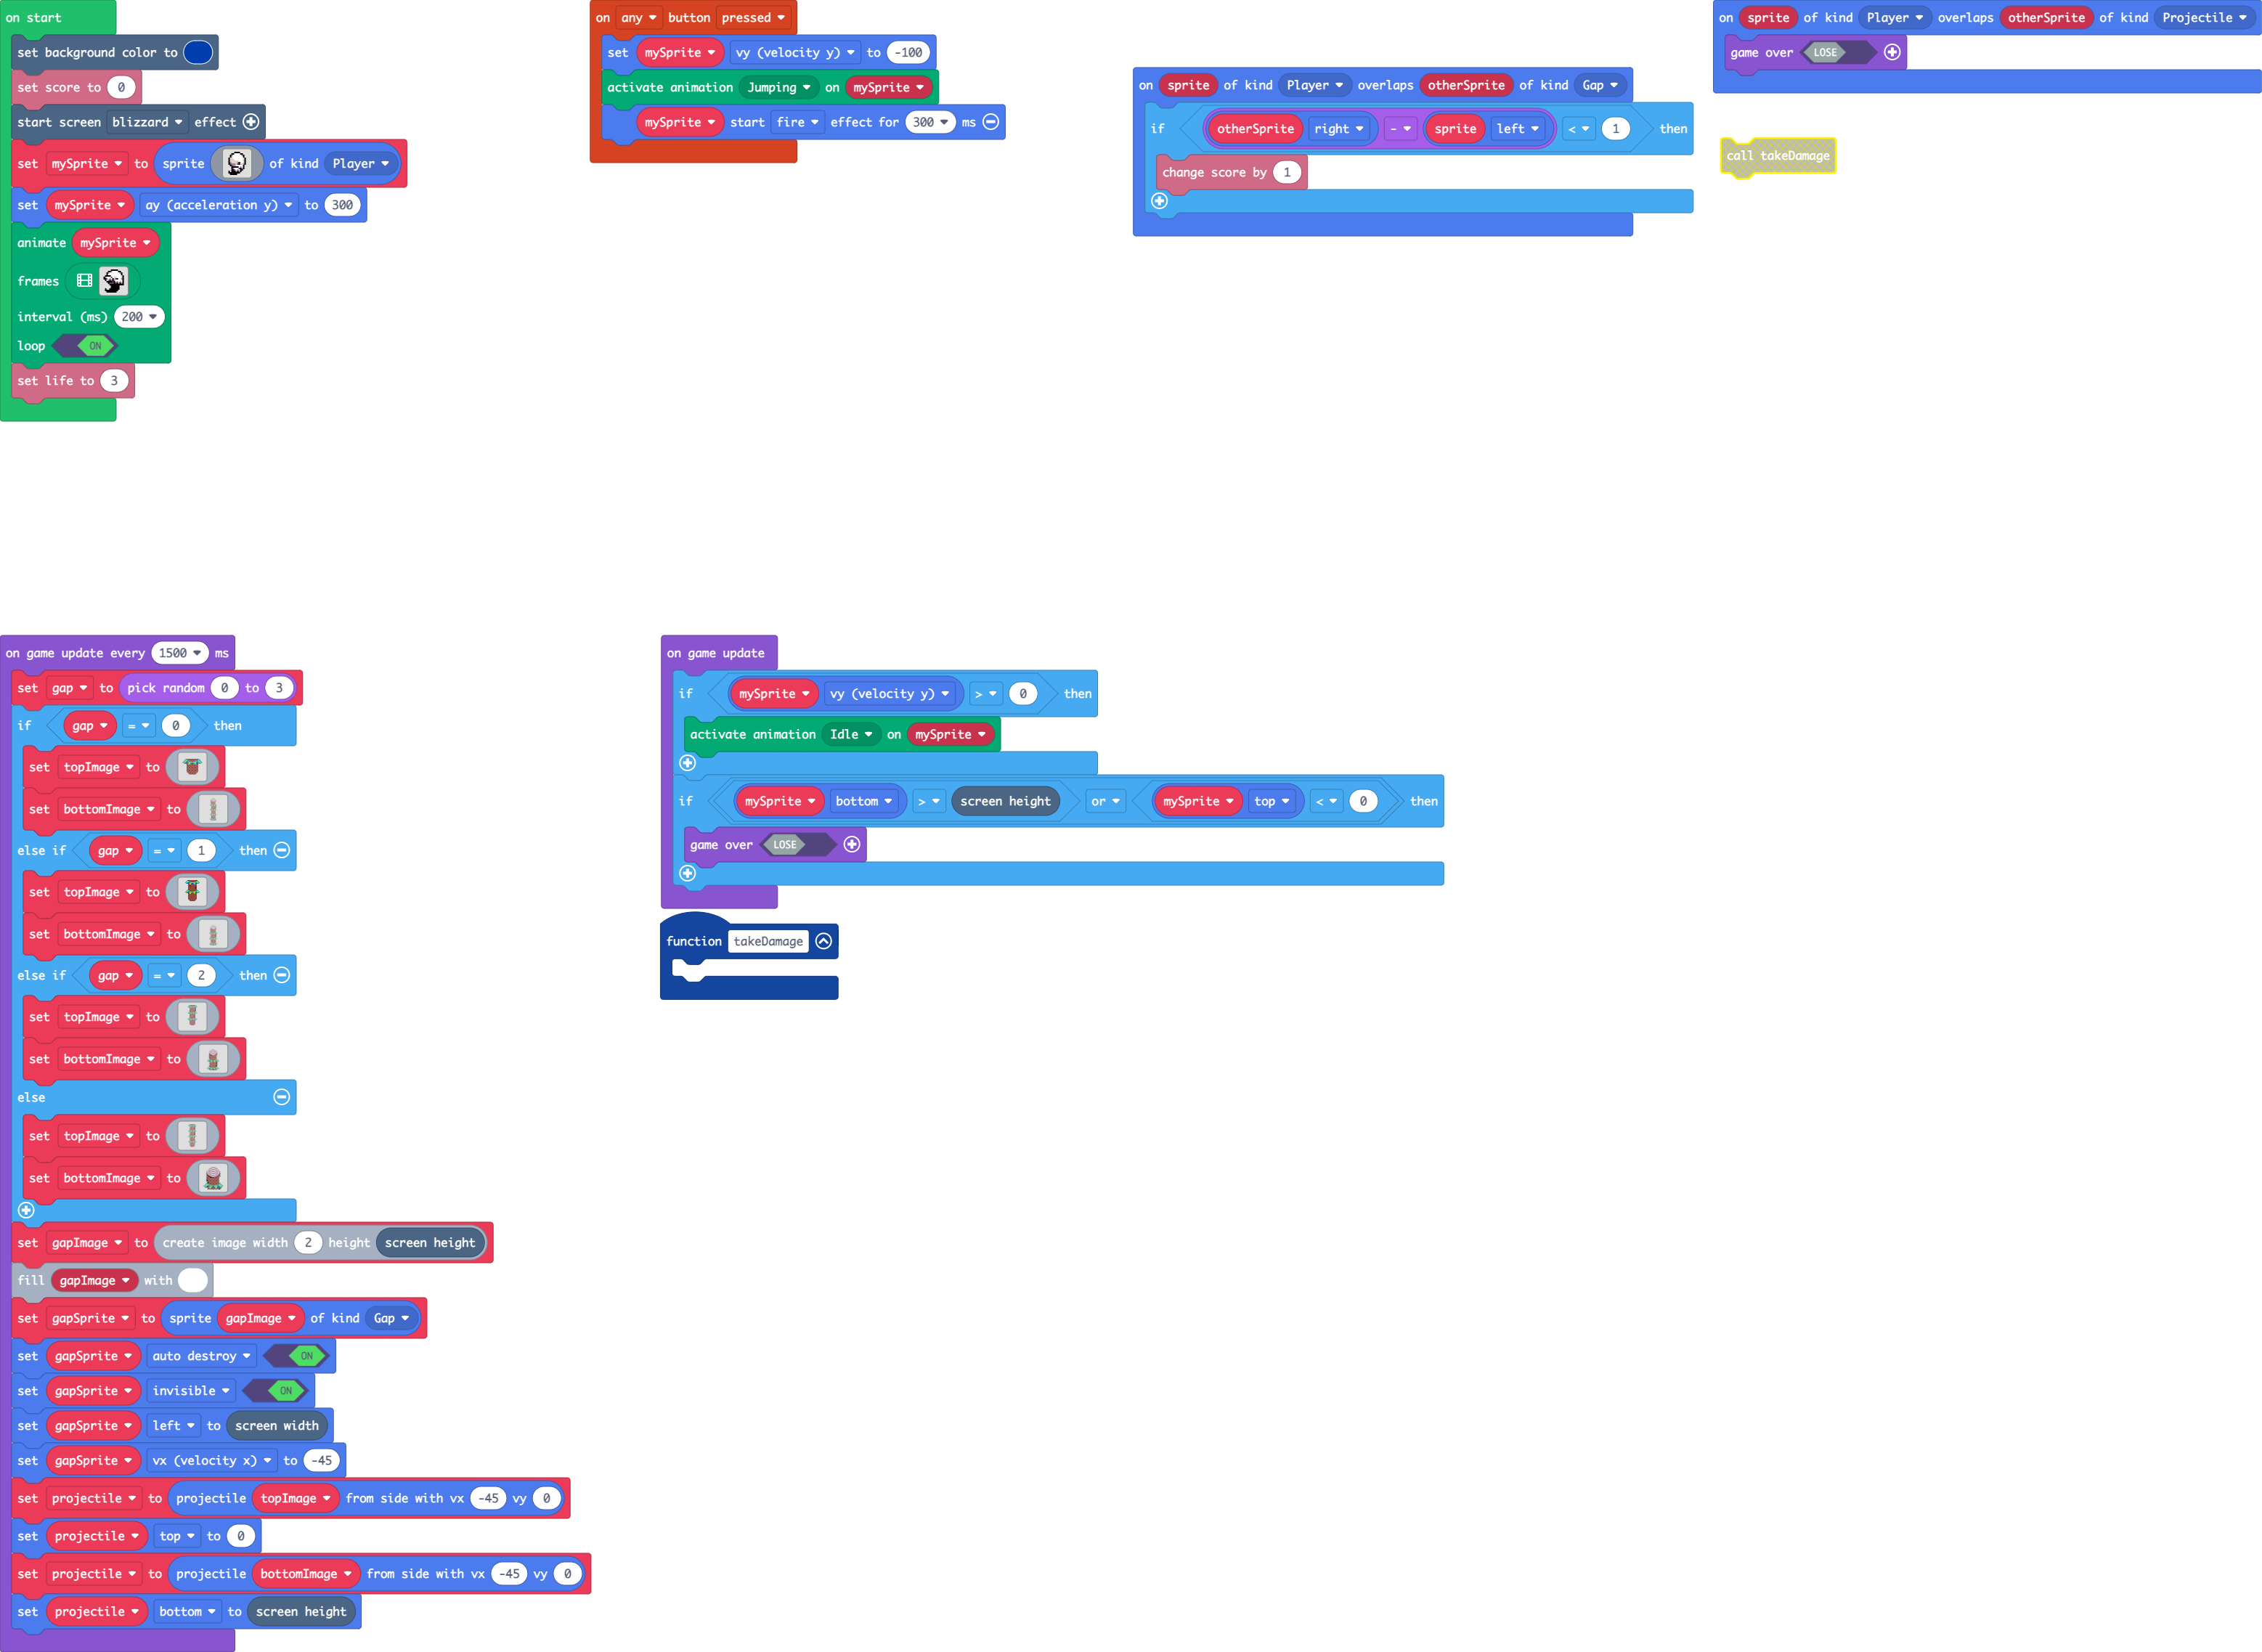 on start
set background color to
set score to 0
start screen blizzard effect
set mySprite to sprite of kind Player
set mySprite ay (acceleration y) to 300
animate mySprite
frames
interval (ms) 200
loop ON
set life to 3
on any button pressed
set mySprite vy (velocity y) to -100
activate animation Jumping on mySprite
mySprite start fire effect for 300 ms
on sprite of kind Player overlaps otherSprite of kind Gap
if otherSprite right - sprite left < 1 then
change score by 1
on sprite of kind Player overlaps otherSprite of kind Projectile
game over LOSE
call takeDamage
on game update every 1500 ms
set gap to pick random 0 to 3
if gap = 0 then
set topImage to
set bottomImage to
else if gap = 1 then
set topImage to
set bottomImage to
else if gap = 2 then
set topImage to
set bottomImage to
else
set topImage to
set bottomImage to
set gapImage to create image width 2 height screen height
fill gapImage with
set gapSprite to sprite gapImage of kind Gap
set gapSprite auto destroy ON
set gapSprite invisible ON
set gapSprite left to screen width
set gapSprite vx (velocity x) to -45
set projectile to projectile topImage from side with vx -45 vy 0
set projectile top to 0
set projectile to projectile bottomImage from side with vx -45 vy 0
set projectile bottom to screen height
on game update
if mySprite vy (velocity y) > 0 then
activate animation Idle on mySprite
if mySprite bottom > screen height or mySprite top < 0 then
game over LOSE
function takeDamage